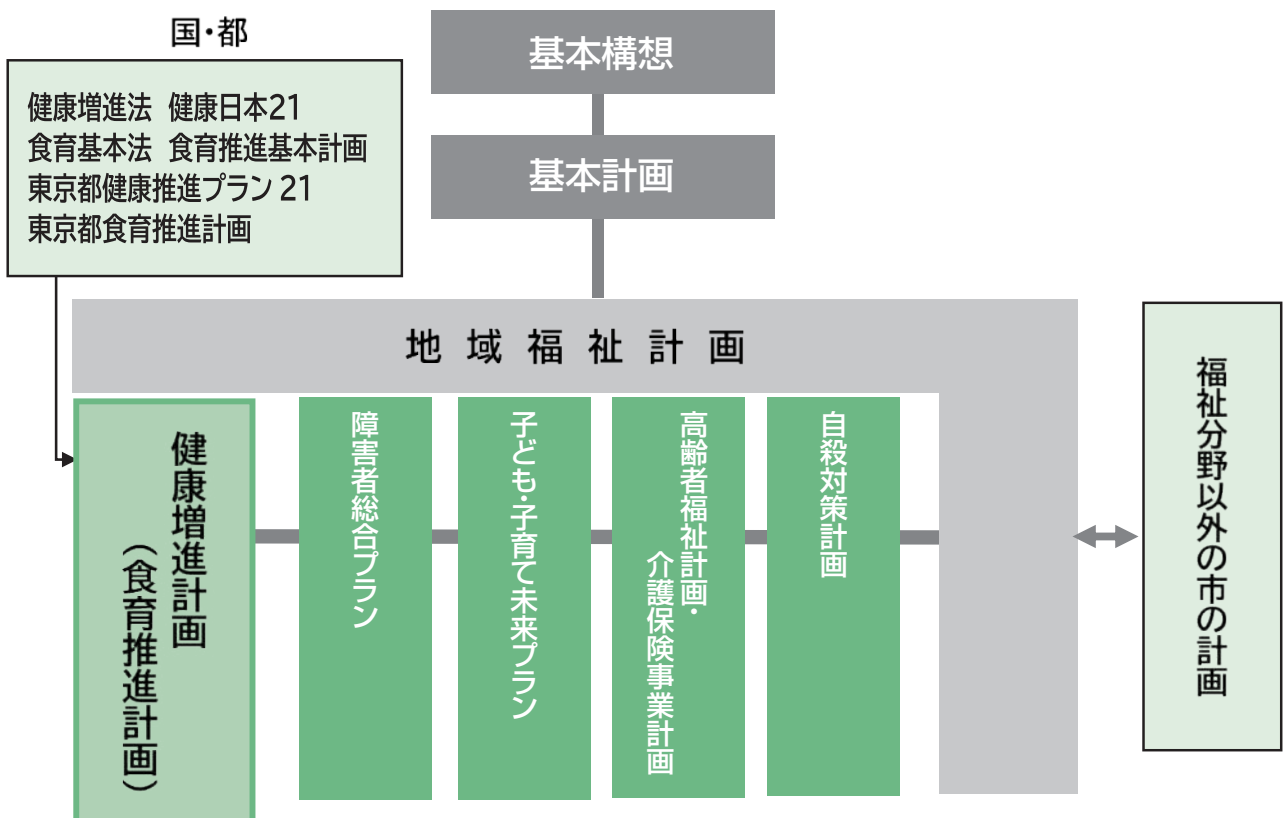 国・都
健康増進法 健康日本21
食育基本法 食育推進基本計画
東京都健康推進プラン 21
東京都食育推進計画
基本構想
基本計画
地域福祉計画
健康増進計画
（食育推進計画）
障害者総合プラン
子ども・子育て未来プラン
高齢者福祉計画・
介護保険事業計画
自殺対策計画
福祉分野以外の市の計画